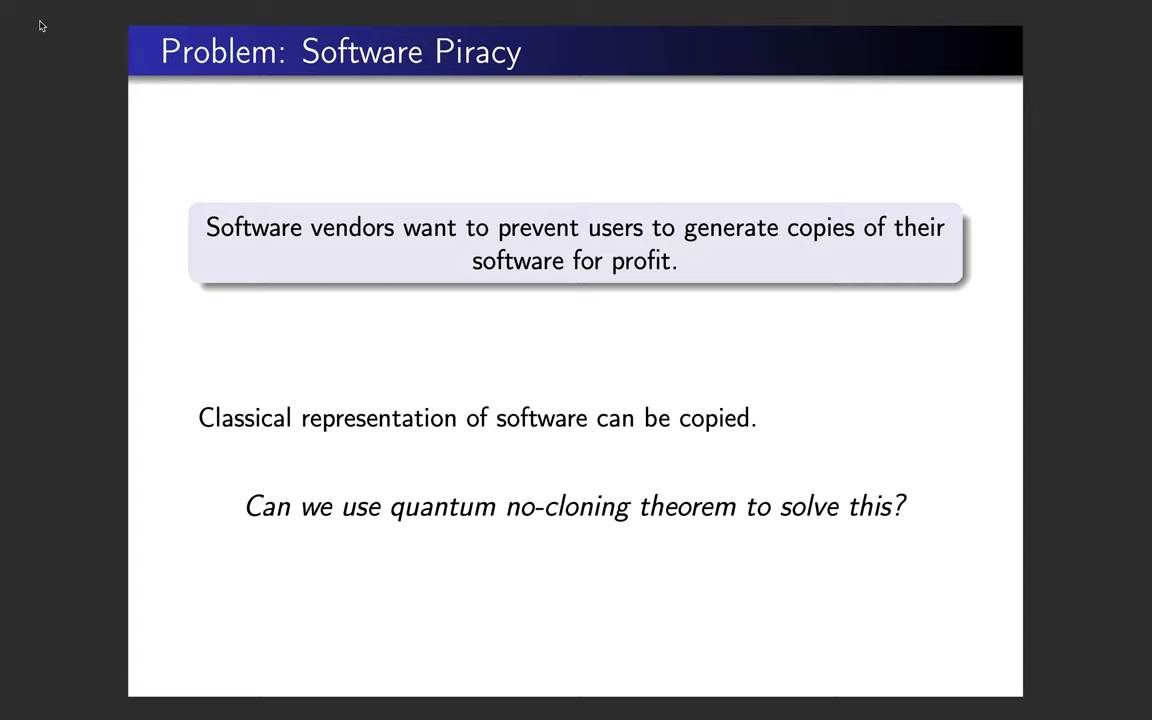 Problem: Software Piracy
Software vendors want to prevent users to generate copies of their
software for profit.
Classical representation of software can be copied.
Can we use quantum no-cloning theorem to solve this?